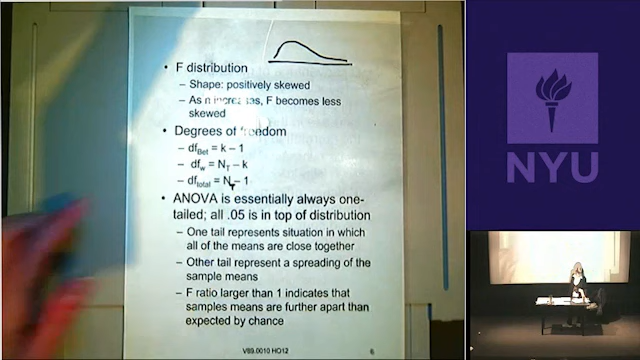 • F distribution
– Shape: positively skewed
– As n increases, F becomes less
skewed
• Degrees of freedom
– df_Bet = k – 1
– df_w = N_T – k
– df_total = N_T – 1
• ANOVA is essentially always one-
tailed; all .05 is in top of distribution
– One tail represents situation in which
all of the means are close together
– Other tail represent a spreading of the
sample means
– F ratio larger than 1 indicates that
samples means are further apart than
expected by chance
V89.0010 HO12
6
NYU